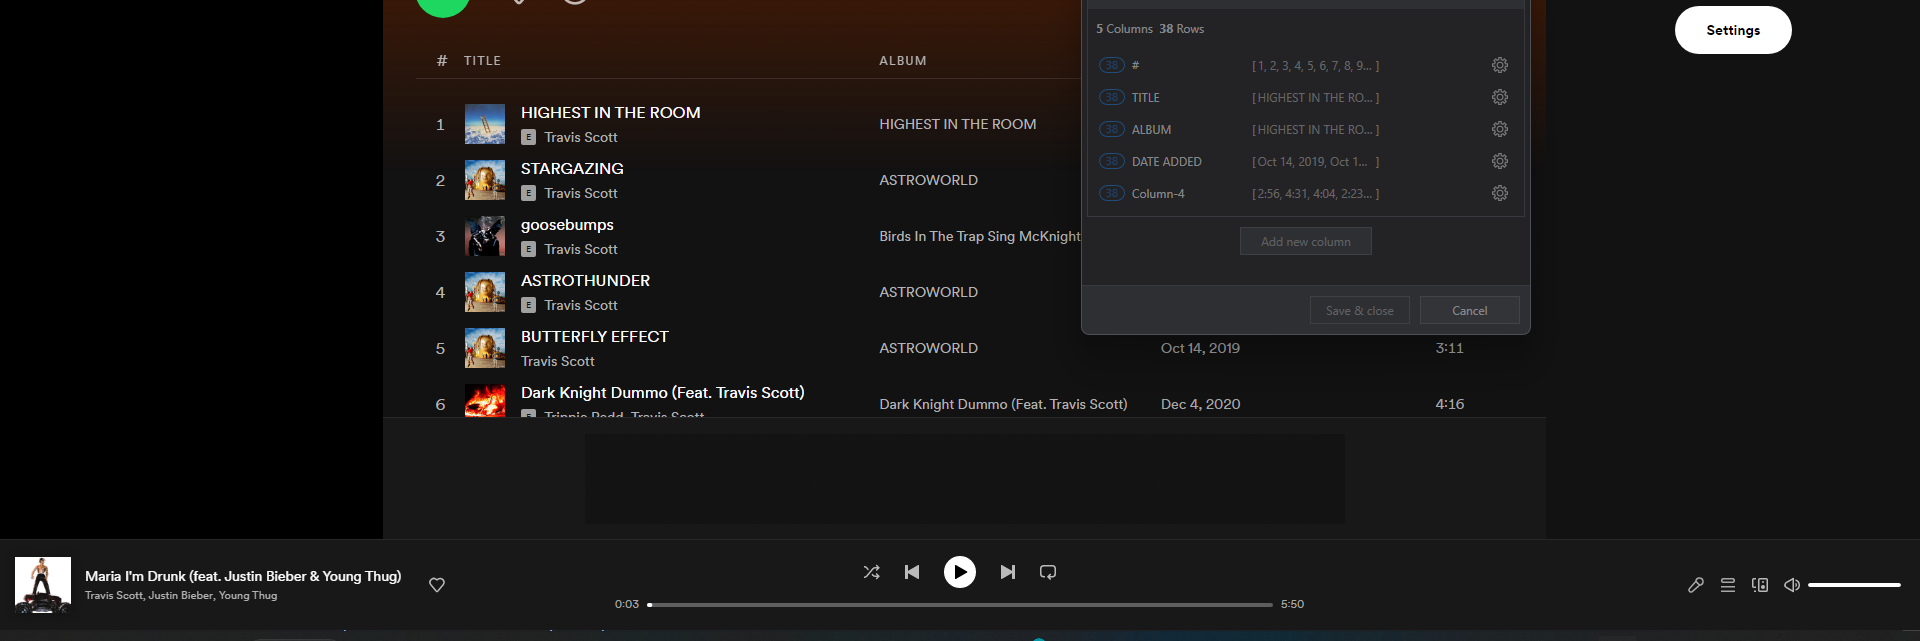 Settings
# TITLE ALBUM
1 HIGHEST IN THE ROOM
E Travis Scott
HIGHEST IN THE ROOM
2 STARGAZING
E Travis Scott
ASTROWORLD
3 goosebumps
E Travis Scott
Birds In The Trap Sing McKnight
4 ASTROTHUNDER
E Travis Scott
ASTROWORLD
5 BUTTERFLY EFFECT
Travis Scott
ASTROWORLD Oct 14, 2019 3:11
6 Dark Knight Dummo (Feat. Travis Scott)
E Trippie Redd, Travis Scott
Dark Knight Dummo (Feat. Travis Scott) Dec 4, 2020 4:16
5 Columns 38 Rows
38 # [ 1, 2, 3, 4, 5, 6, 7, 8, 9... ]
38 TITLE [ HIGHEST IN THE RO... ]
38 ALBUM [ HIGHEST IN THE RO... ]
38 DATE ADDED [ Oct 14, 2019, Oct 1... ]
38 Column-4 [ 2:56, 4:31, 4:04, 2:23... ]
Add new column
Save & close Cancel
Maria I'm Drunk (feat. Justin Bieber & Young Thug)
Travis Scott, Justin Bieber, Young Thug
0:03 5:50